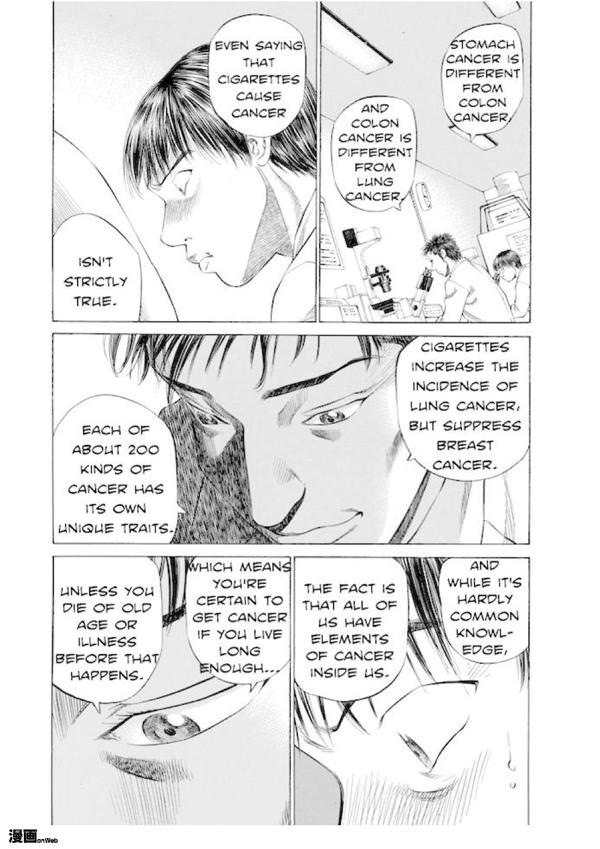 STOMACH
CANCER IS
DIFFERENT
FROM
COLON
CANCER,
AND
COLON
CANCER IS
DIFFERENT
FROM
LUNG
CANCER.
EVEN SAYING
THAT
CIGARETTES
CAUSE
CANCER
ISN'T
STRICTLY
TRUE.
CIGARETTES
INCREASE THE
INCIDENCE OF
LUNG CANCER,
BUT SUPPRESS
BREAST
CANCER.
EACH OF
ABOUT 200
KINDS OF
CANCER HAS
ITS OWN
UNIQUE TRAITS.
AND
WHILE IT'S
HARDLY
COMMON
KNOWL-
EDGE,
THE FACT IS
THAT ALL OF
US HAVE
ELEMENTS
OF CANCER
INSIDE US.
WHICH MEANS
YOU'RE
CERTAIN TO
GET CANCER
IF YOU LIVE
LONG
ENOUGH...
UNLESS YOU
DIE OF OLD
AGE OR
ILLNESS
BEFORE THAT
HAPPENS.
漫画onWeb